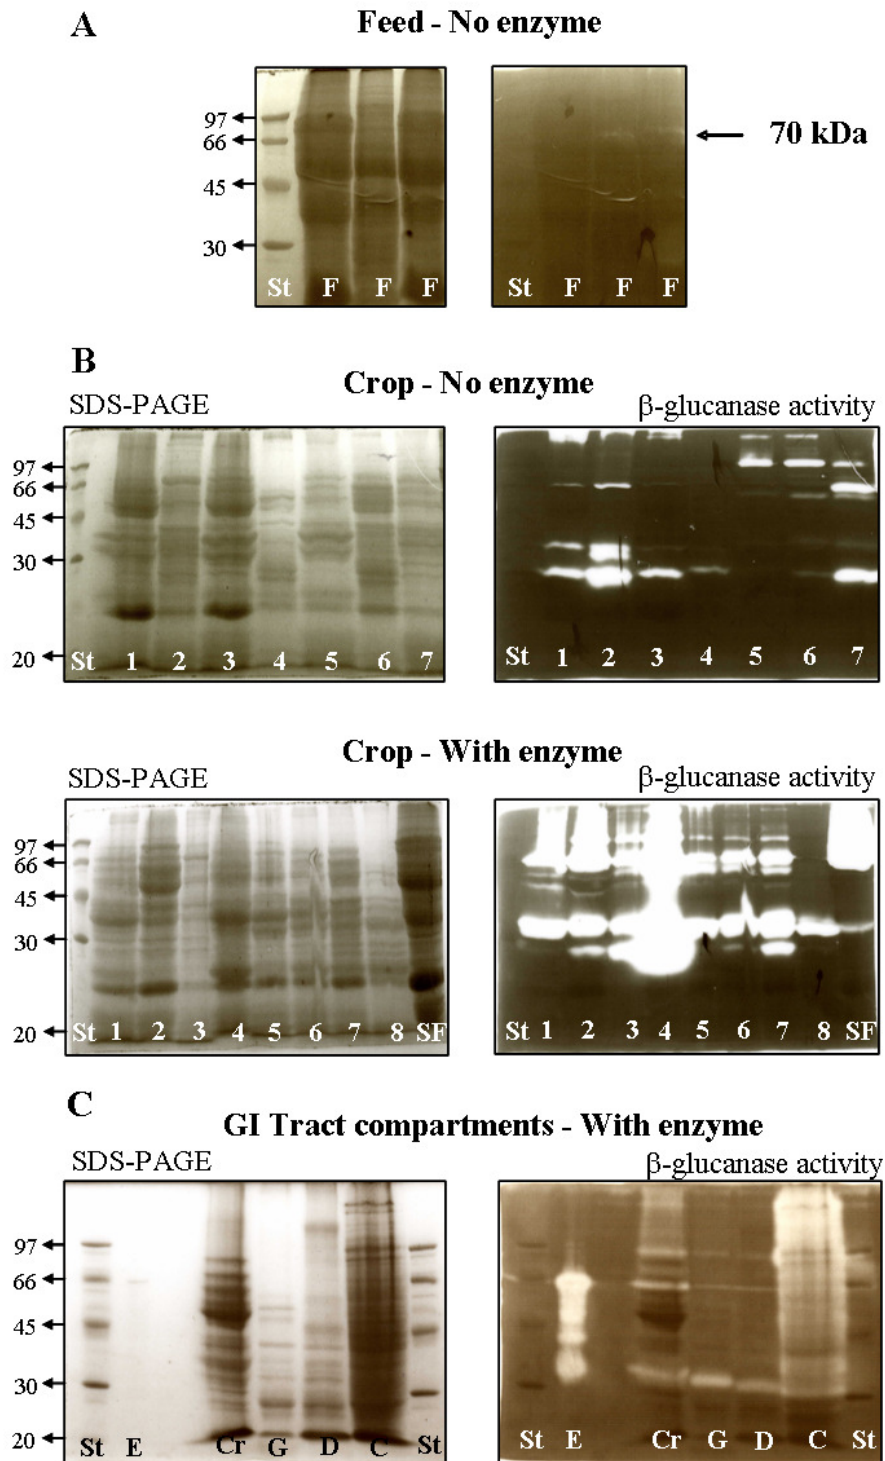 A
Feed - No enzyme
97
66
45
30
70 kDa
St F F F
St F F F
B
Crop - No enzyme
SDS-PAGE
β-glucanase activity
97
66
45
30
20
St 1 2 3 4 5 6 7
St 1 2 3 4 5 6 7
Crop - With enzyme
SDS-PAGE
β-glucanase activity
97
66
45
30
20
St 1 2 3 4 5 6 7 8 SF
St 1 2 3 4 5 6 7 8 SF
C
GI Tract compartments - With enzyme
SDS-PAGE
β-glucanase activity
97
66
45
30
20
St E Cr G D C St
St E Cr G D C St